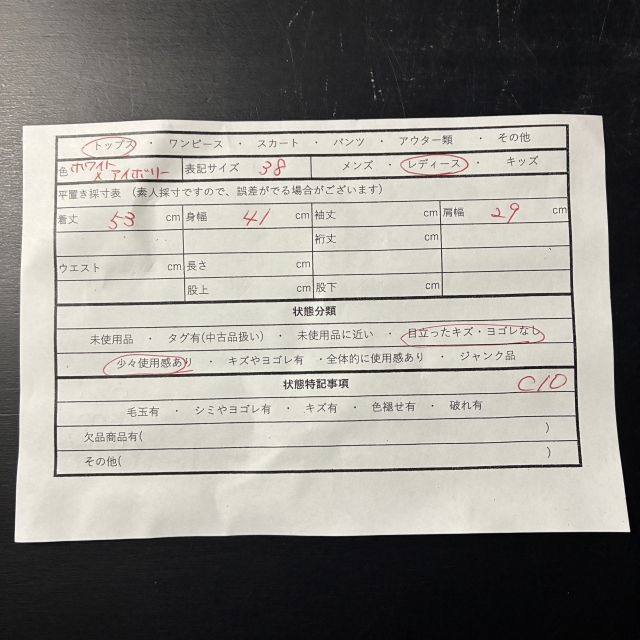 トップス ・ ワンピース ・ スカート ・ パンツ ・ アウター類 ・ その他
色 ホワイト × アイボリー 表記サイズ 38 メンズ ・ レディース ・ キッズ
平置き採寸表 (素人採寸ですので、誤差がでる場合がございます)
着丈 53 cm 身幅 41 cm 袖丈 cm 肩幅 29 cm
裄丈 cm
ウエスト cm 長さ cm
股上 cm 股下 cm
状態分類
未使用品 ・ タグ有(中古品扱い) ・ 未使用品に近い ・ 目立ったキズ・ヨゴレなし
少々使用感あり ・ キズやヨゴレ有 ・全体的に使用感あり ・ ジャンク品
状態特記事項 C10
毛玉有 ・ シミやヨゴレ有 ・ キズ有 ・ 色褪せ有 ・ 破れ有
欠品商品有( )
その他( )